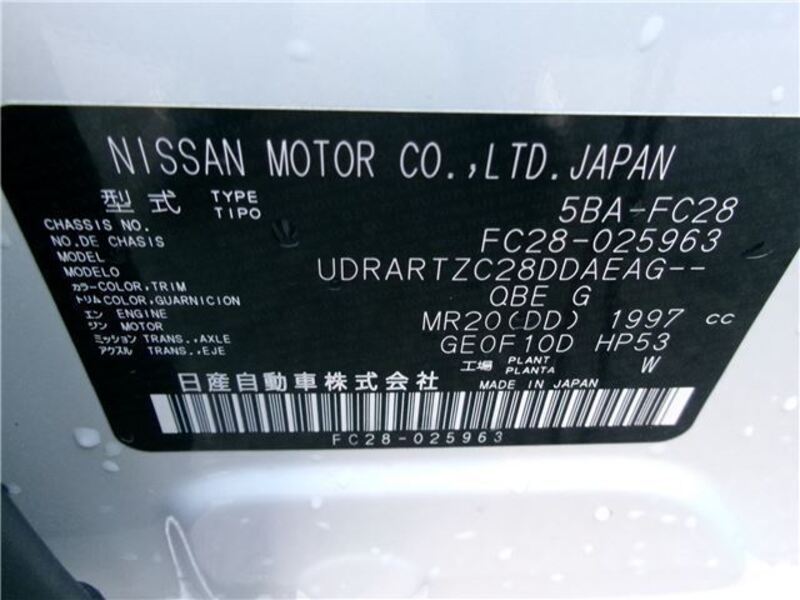 NISSAN MOTOR CO.,LTD.JAPAN
型式 TYPE TIPO 5BA-FC28
CHASSIS NO.
NO.DE CHASIS FC28-025963
MODEL
MODELO UDRARTZC28DDAEAG--
カラー COLOR,TRIM
トリム COLOR,GUARNICION QBE G
エンジン ENGINE MOTOR MR20(DD) 1997 cc
ミッション TRANS.,AXLE
アクスル TRANS.,EJE GE0F10D HP53
工場 PLANT PLANTA W
日産自動車株式会社 MADE IN JAPAN
FC28-025963